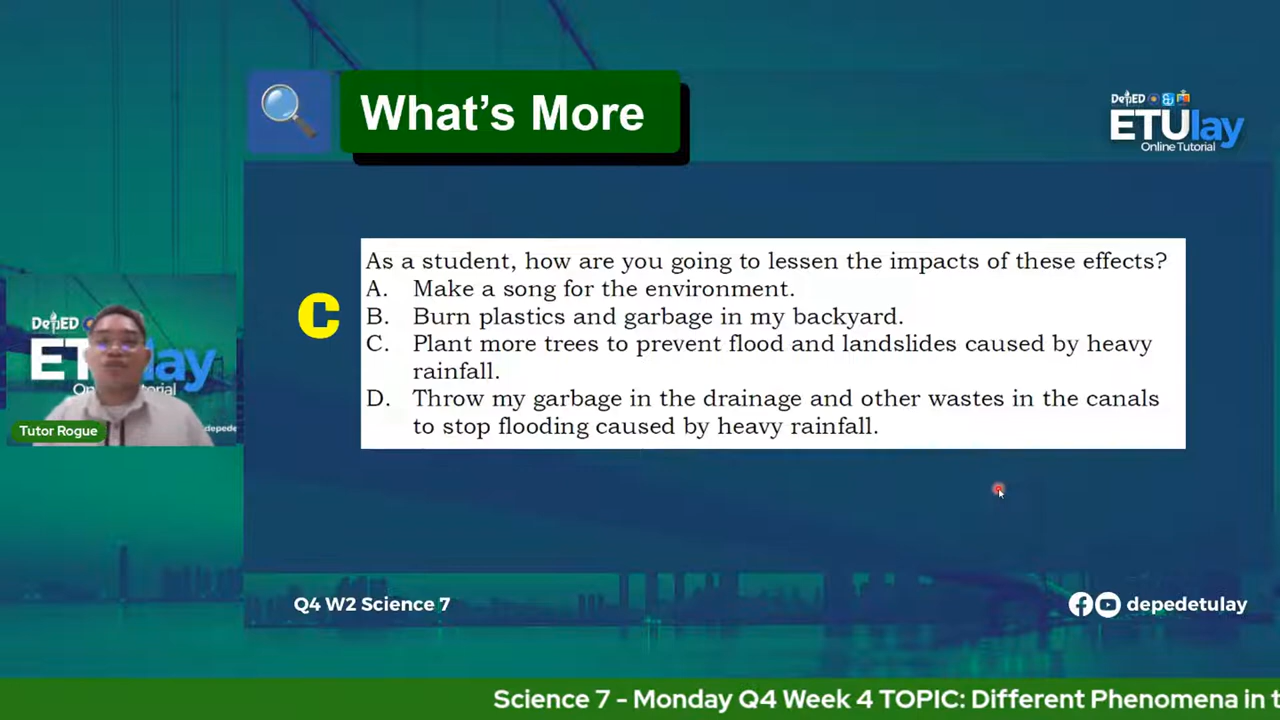 What's More
DepED
ETULay
Online Tutorial
As a student, how are you going to lessen the impacts of these effects?
A. Make a song for the environment.
C
B. Burn plastics and garbage in my backyard.
C. Plant more trees to prevent flood and landslides caused by heavy
rainfall.
D. Throw my garbage in the drainage and other wastes in the canals
to stop flooding caused by heavy rainfall.
DepED
Tutor Rogue
depede
Q4 W2 Science 7
depedetulay
Science 7 - Monday Q4 Week 4 TOPIC: Different Phenomena in t